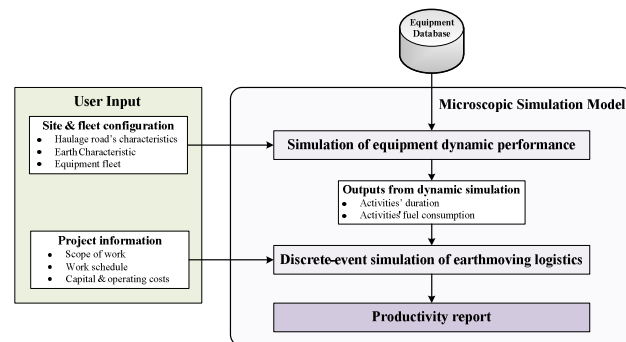 Equipment
Database
User Input
Microscopic Simulation Model
Site & fleet configuration
• Haulage road's characteristics
• Earth Characteristic
• Equipment fleet
Simulation of equipment dynamic performance
Outputs from dynamic simulation
• Activities' duration
• Activities' fuel consumption
Project information
• Scope of work
• Work schedule
• Capital & operating costs
Discrete-event simulation of earthmoving logistics
Productivity report